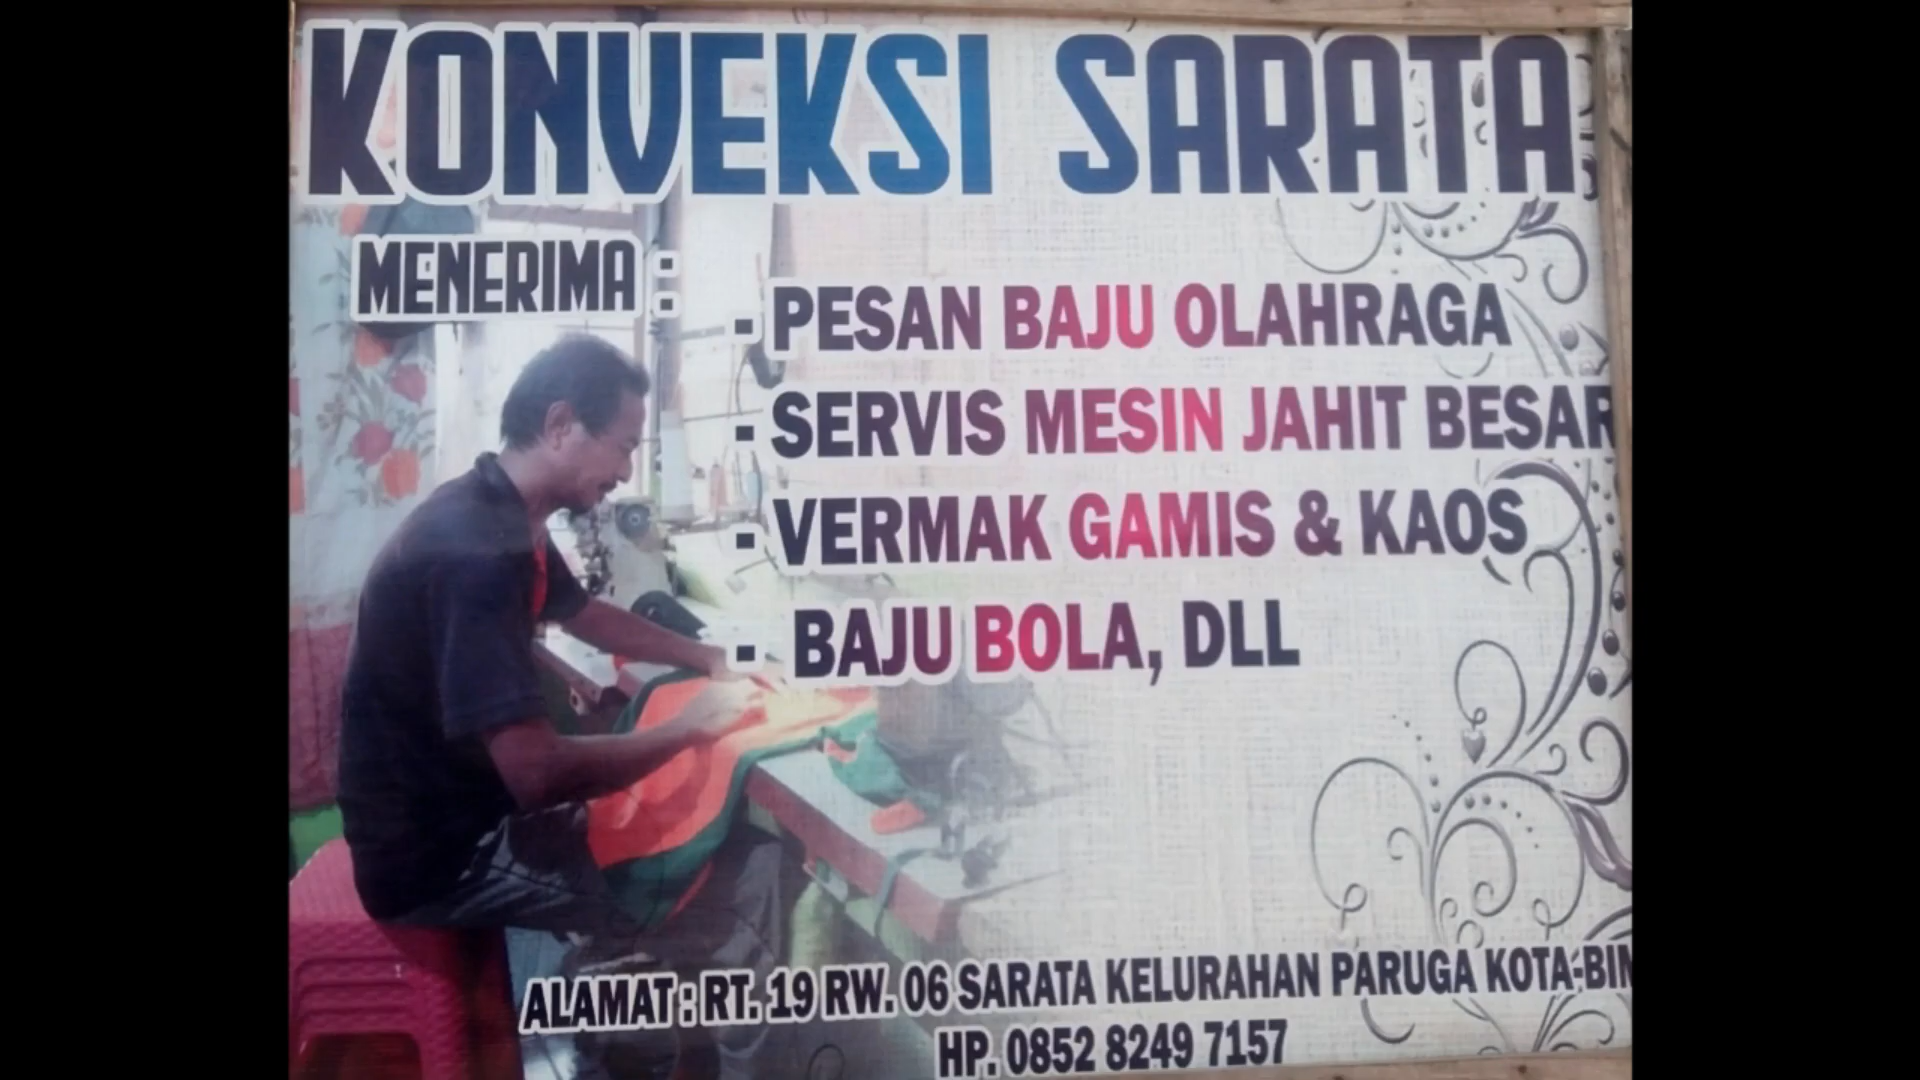 KONVEKSI SARATA
MENERIMA :
- PESAN BAJU OLAHRAGA
- SERVIS MESIN JAHIT BESAR
- VERMAK GAMIS & KAOS
- BAJU BOLA, DLL
ALAMAT : RT. 19 RW. 06 SARATA KELURAHAN PARUGA KOTA-BIM
HP. 0852 8249 7157